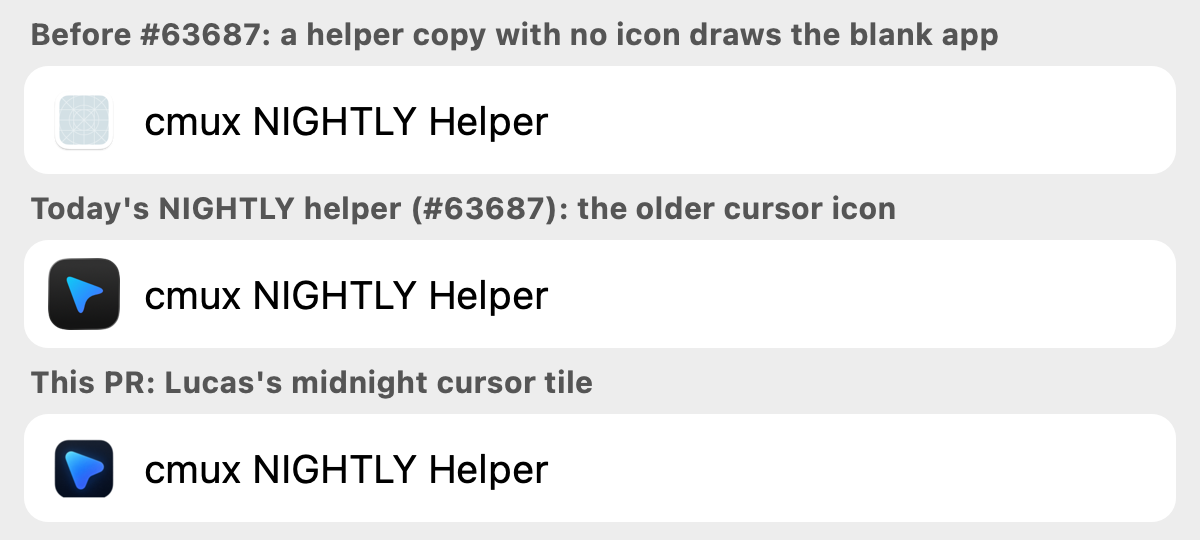 Before #63687: a helper copy with no icon draws the blank app
cmux NIGHTLY Helper
Today's NIGHTLY helper (#63687): the older cursor icon
cmux NIGHTLY Helper
This PR: Lucas's midnight cursor tile
cmux NIGHTLY Helper